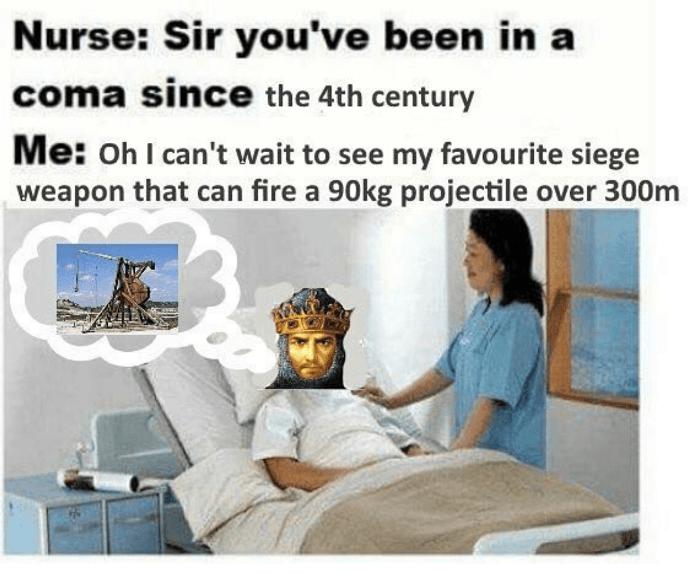 Nurse: Sir you've been in a
coma since the 4th century
Me: Oh I can't wait to see my favourite siege
weapon that can fire a 90kg projectile over 300m